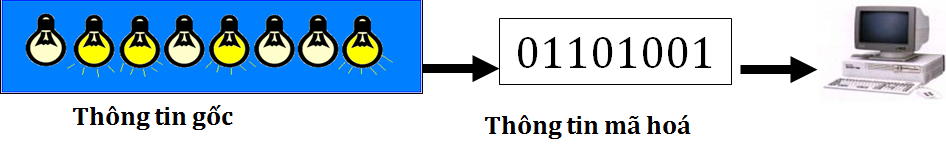 01101001
Thông tin gốc
Thông tin mã hoá